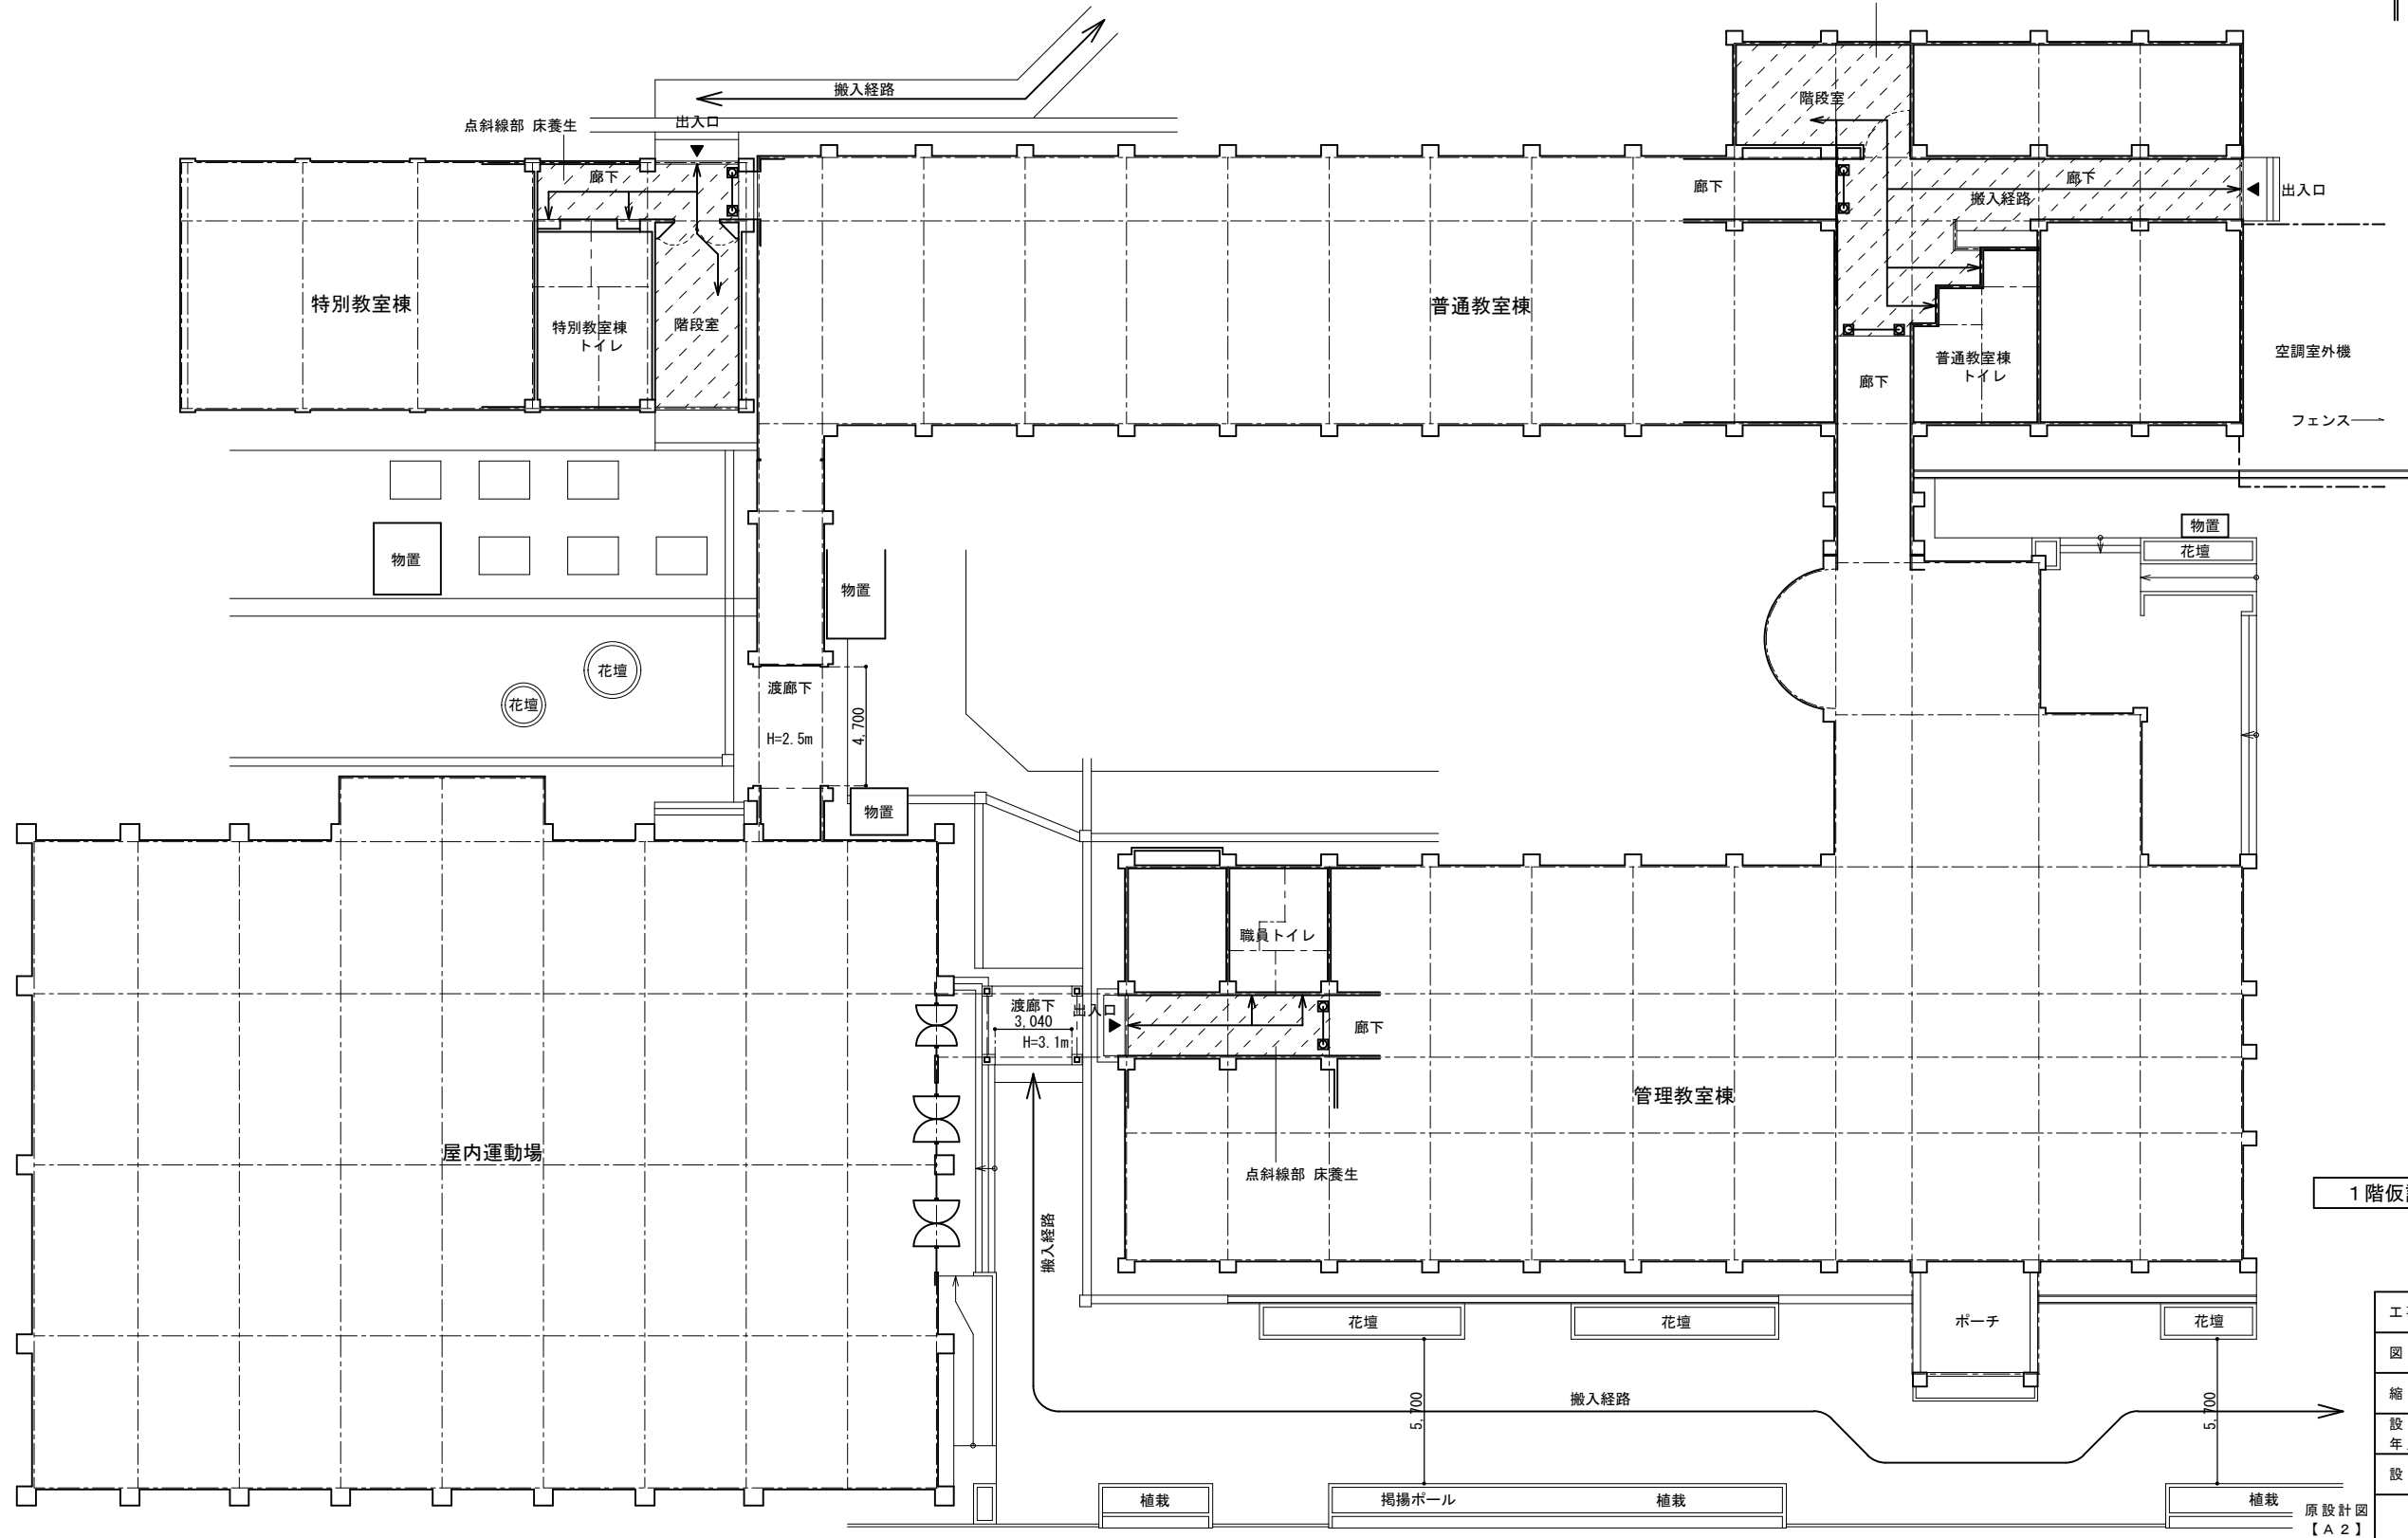 搬入経路
点斜線部 床養生
出入口
廊下
特別教室棟
特別教室棟
トイレ
階段室
普通教室棟
階段室
廊下
廊下
搬入経路
出入口
普通教室棟
トイレ
廊下
空調室外機
フェンス
物置
花壇
物置
物置
花壇
花壇
渡廊下
H=2.5m
4,700
物置
職員トイレ
渡廊下
3,040
H=3.1m
出入口
廊下
管理教室棟
屋内運動場
点斜線部 床養生
搬入経路
1階仮
花壇
花壇
ポーチ
花壇
5,700
搬入経路
5,700
植栽
掲揚ポール
植栽
植栽
原設計図
【A2】
図
縮
設
年
設